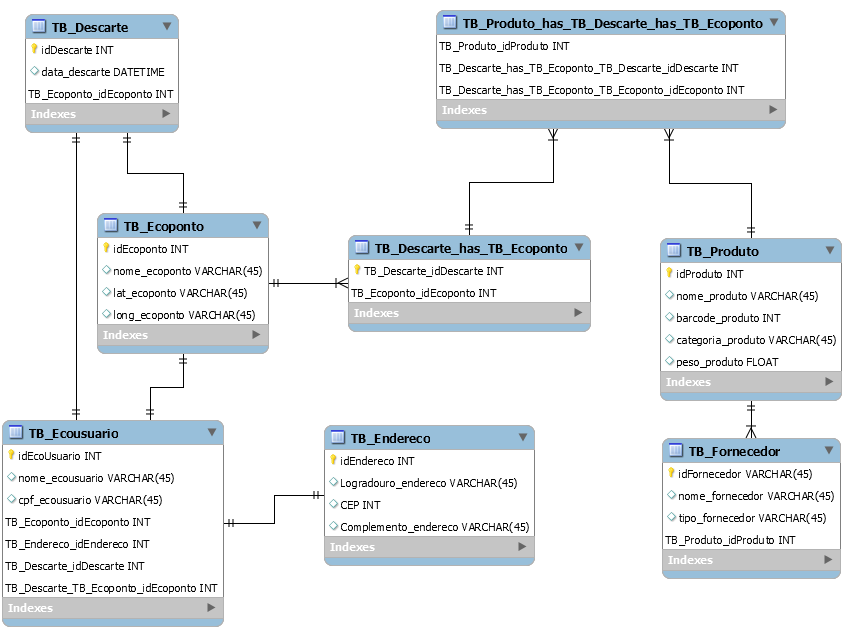 TB_Descarte
idDescarte INT
data_descarte DATETIME
TB_Ecoponto_idEcoponto INT
Indexes
TB_Produto_has_TB_Descarte_has_TB_Ecoponto
TB_Produto_idProduto INT
TB_Descarte_has_TB_Ecoponto_TB_Descarte_idDescarte INT
TB_Descarte_has_TB_Ecoponto_TB_Ecoponto_idEcoponto INT
Indexes
TB_Ecoponto
idEcoponto INT
nome_ecoponto VARCHAR(45)
lat_ecoponto VARCHAR(45)
long_ecoponto VARCHAR(45)
Indexes
TB_Descarte_has_TB_Ecoponto
TB_Descarte_idDescarte INT
TB_Ecoponto_idEcoponto INT
Indexes
TB_Produto
idProduto INT
nome_produto VARCHAR(45)
barcode_produto INT
categoria_produto VARCHAR(45)
peso_produto FLOAT
Indexes
TB_Ecousuario
idEcoUsuario INT
nome_ecousuario VARCHAR(45)
cpf_ecousuario VARCHAR(45)
TB_Ecoponto_idEcoponto INT
TB_Endereco_idEndereco INT
TB_Descarte_idDescarte INT
TB_Descarte_TB_Ecoponto_idEcoponto INT
Indexes
TB_Endereco
idEndereco INT
Logradouro_endereco VARCHAR(45)
CEP INT
Complemento_endereco VARCHAR(45)
Indexes
TB_Fornecedor
idFornecedor VARCHAR(45)
nome_fornecedor VARCHAR(45)
tipo_fornecedor VARCHAR(45)
TB_Produto_idProduto INT
Indexes